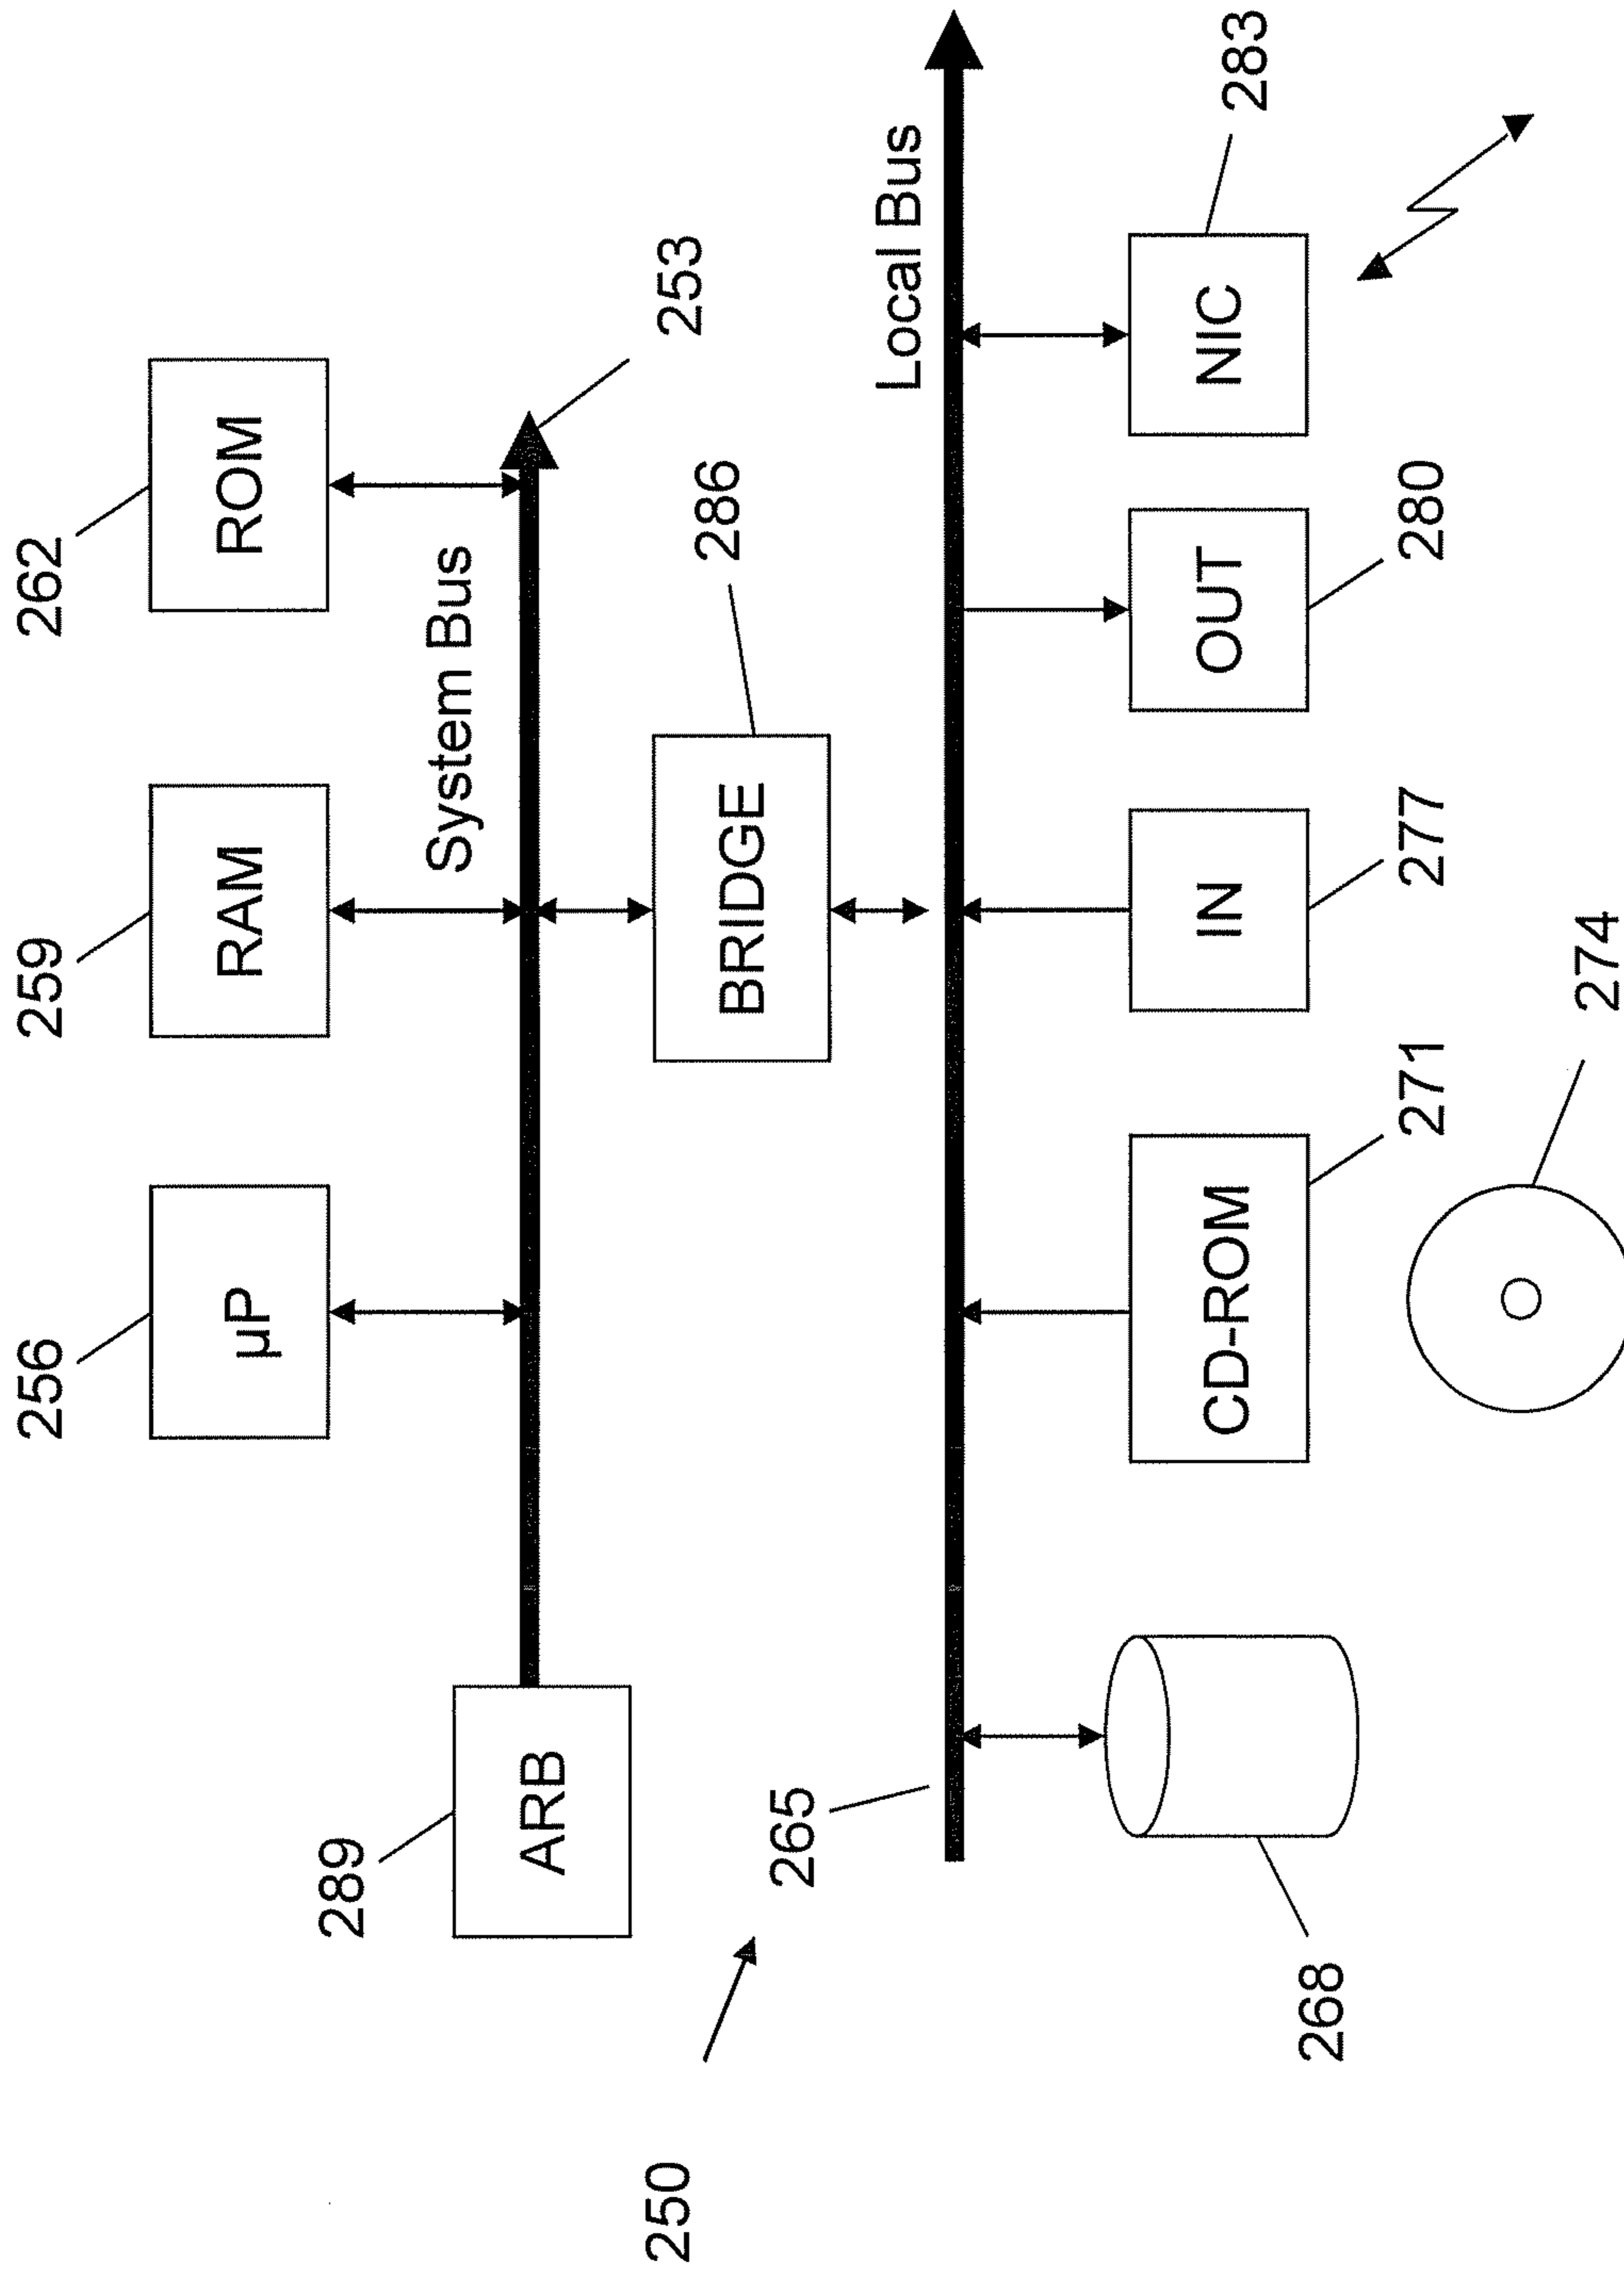 256
259
262
µP
RAM
ROM
289
System Bus
ARB
250
253
286
BRIDGE
265
Local Bus
CD-ROM
IN
OUT
NIC
283
268
271
277
280
274